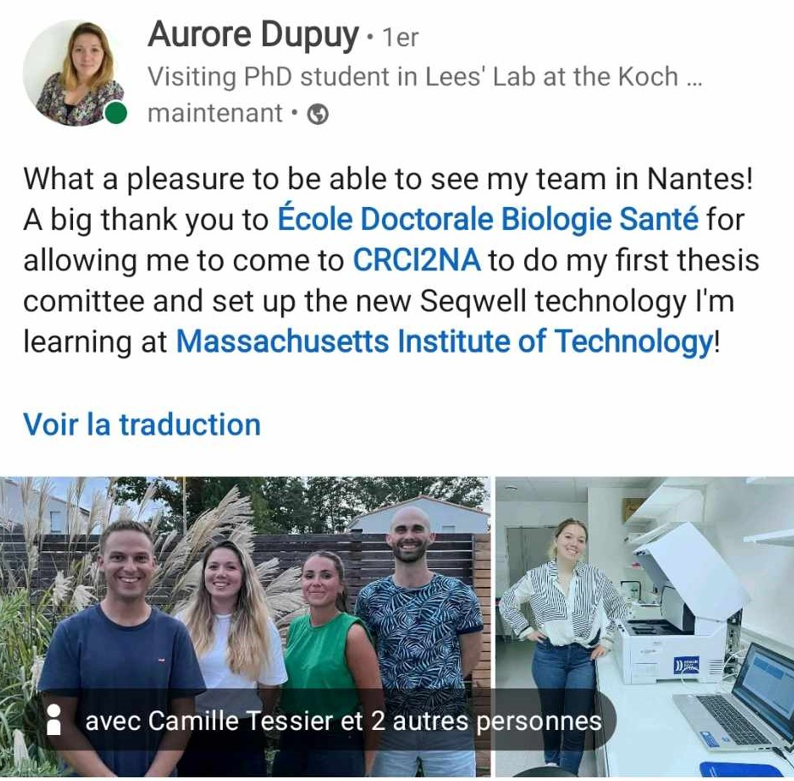 Aurore Dupuy • 1er
Visiting PhD student in Lees' Lab at the Koch ...
maintenant •
What a pleasure to be able to see my team in Nantes!
A big thank you to École Doctorale Biologie Santé for
allowing me to come to CRCI2NA to do my first thesis
comittee and set up the new Seqwell technology I'm
learning at Massachusetts Institute of Technology!
Voir la traduction
avec Camille Tessier et 2 autres personnes